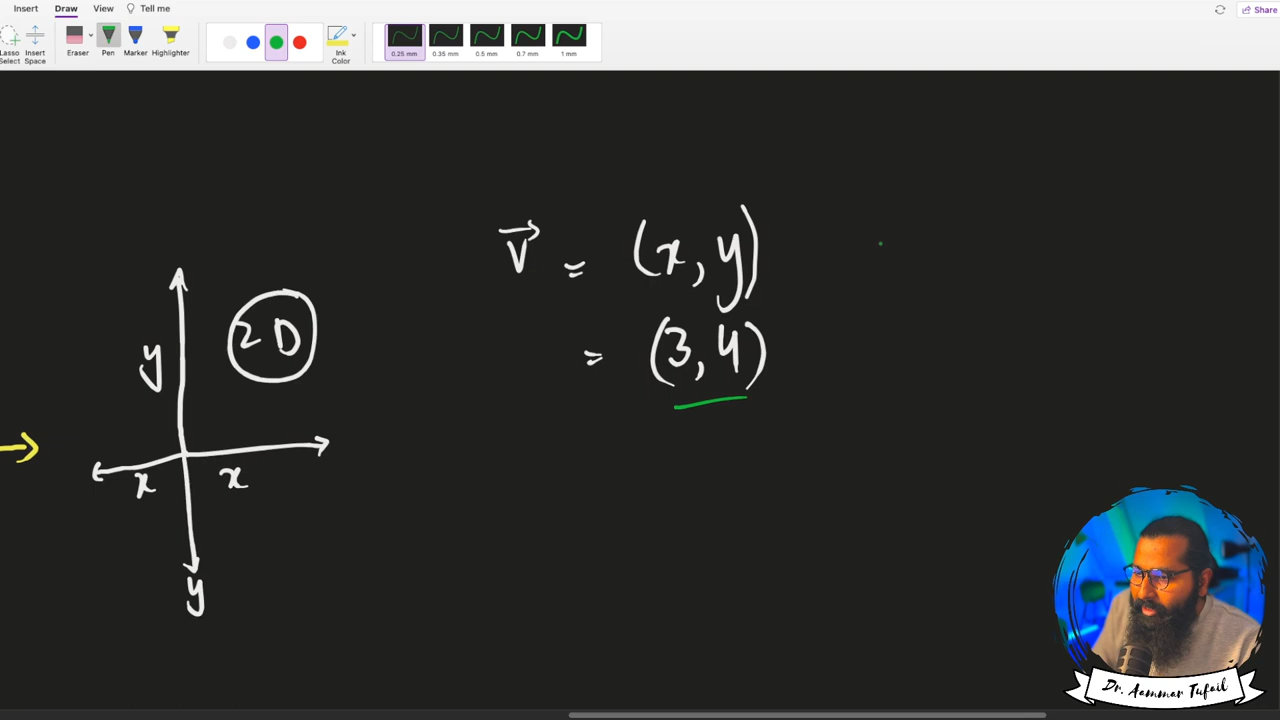 Insert Draw View Tell me
Share
Lasso Select
Insert Space
Eraser
Pen
Marker
Highlighter
Ink Color
0.25 mm
0.35 mm
0.5 mm
0.7 mm
1 mm
V = (x, y)
= (3, 4)
2D
y
x x
y
Dr. Aammar Tufail